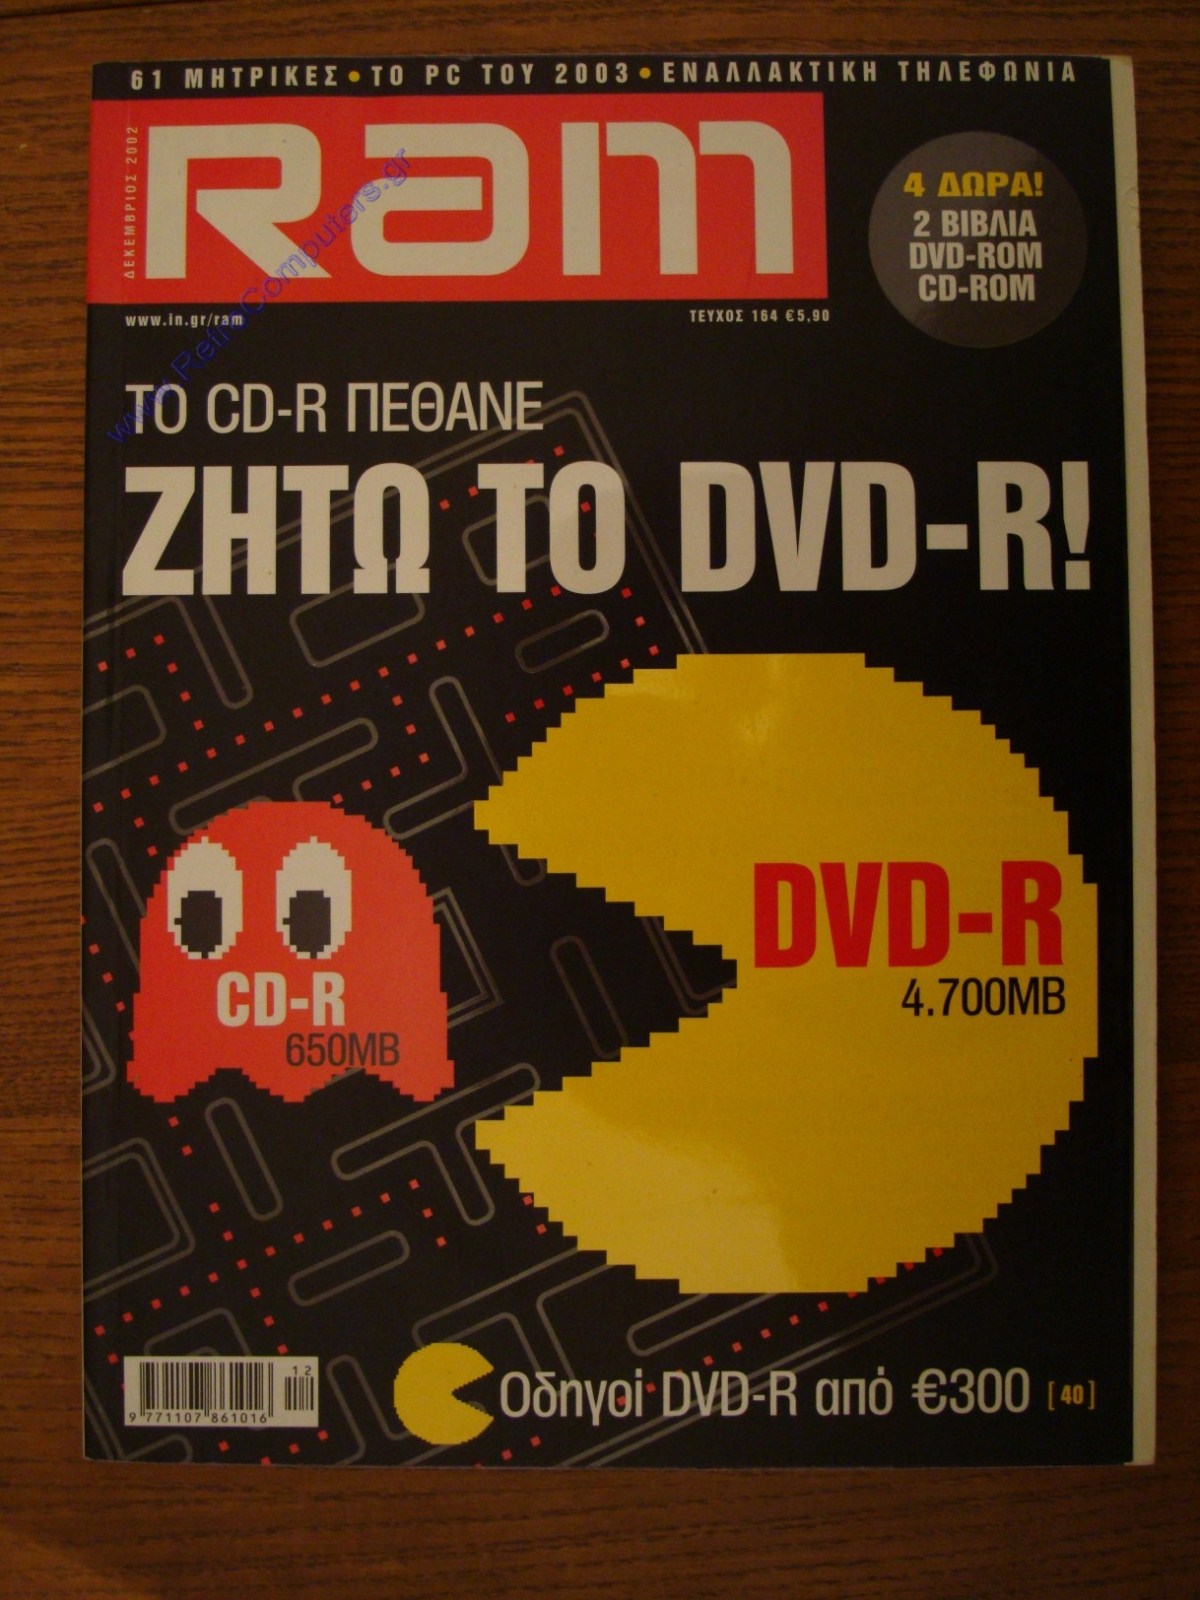 61 ΜΗΤΡΙΚΕΣ • ΤΟ PC ΤΟΥ 2003 • ΕΝΑΛΛΑΚΤΙΚΗ ΤΗΛΕΦΩΝΙΑ
ΔΕΚΕΜΒΡΙΟΣ 2002
Ram
4 ΔΩΡΑ!
2 ΒΙΒΛΙΑ
DVD-ROM
CD-ROM
www.in.gr/ram
ΤΕΥΧΟΣ 164 €5,90
www.RetroComputers.gr
ΤΟ CD-R ΠΕΘΑΝΕ
ΖΗΤΩ ΤΟ DVD-R!
DVD-R
4.700MB
CD-R
650MB
12
9 771107 861016
Οδηγοί DVD-R από €300 [40]